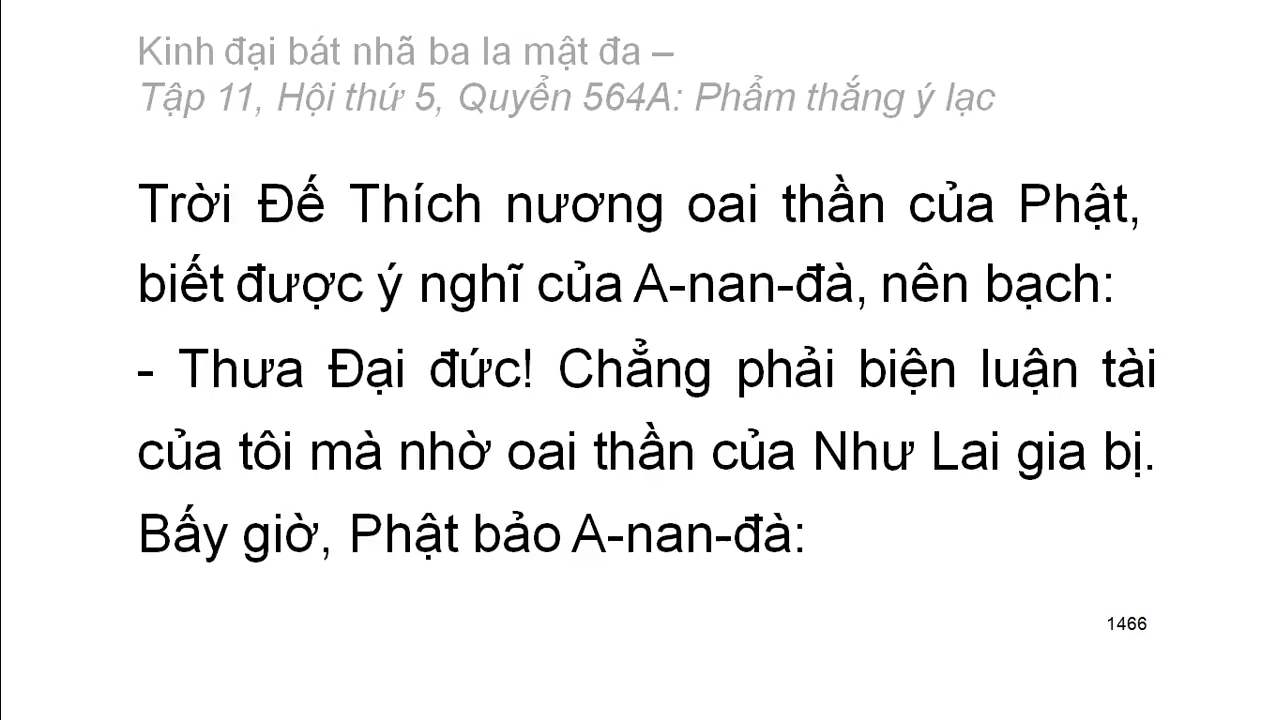 Kinh đại bát nhã ba la mật đa –
Tập 11, Hội thứ 5, Quyển 564A: Phẩm thắng ý lạc
Trời Đế Thích nương oai thần của Phật,
biết được ý nghĩ của A-nan-đà, nên bạch:
- Thưa Đại đức! Chẳng phải biện luận tài
của tôi mà nhờ oai thần của Như Lai gia bị.
Bấy giờ, Phật bảo A-nan-đà:
1466